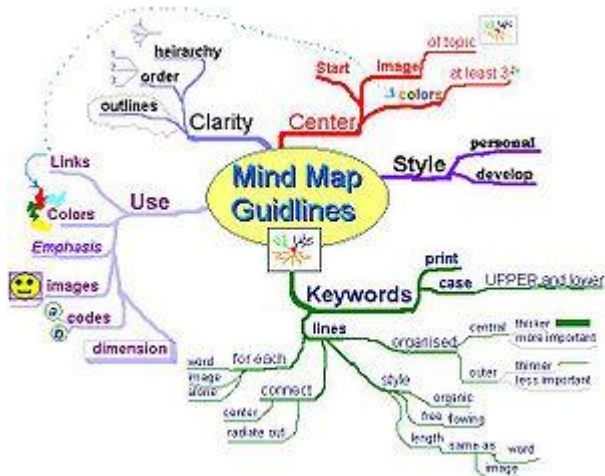 Mind Map
Guidlines
Center
Start
image
of topic
colors
at least 3
Style
personal
develop
Keywords
print
case
UPPER and lower
lines
organised
central
thicker
more important
outer
thinner
less important
style
organic
free
flowing
length
same as
word
image
connect
center
radiate out
for each
word
image
alone
Use
Links
Colors
Emphasis
images
codes
a
b
dimension
Clarity
heirarchy
order
outlines